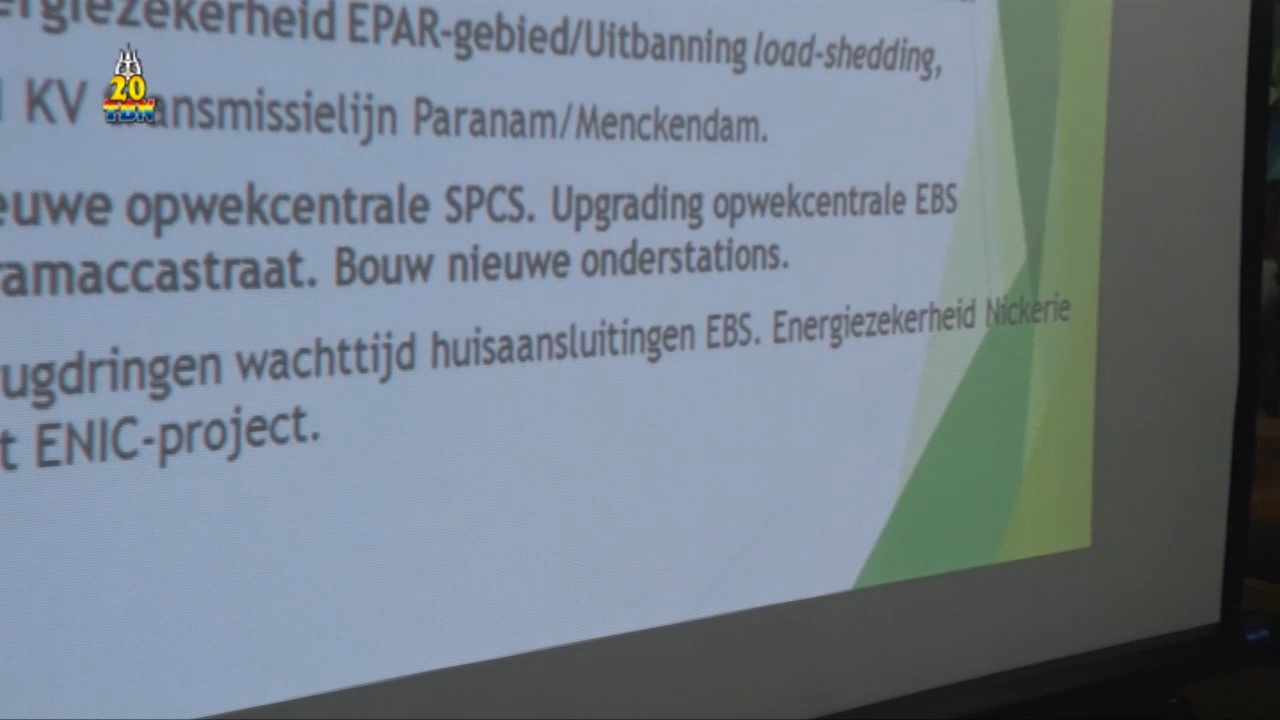 ergiezekerheid EPAR-gebied/Uitbanning load-shedding,
KV transmissielijn Paranam/Menckendam.
euwe opwekcentrale SPCS. Upgrading opwekcentrale EBS
ramaccastraat. Bouw nieuwe onderstations.
ugdringen wachttijd huisaansluitingen EBS. Energiezekerheid Nickerie
t ENIC-project.
20
TBN